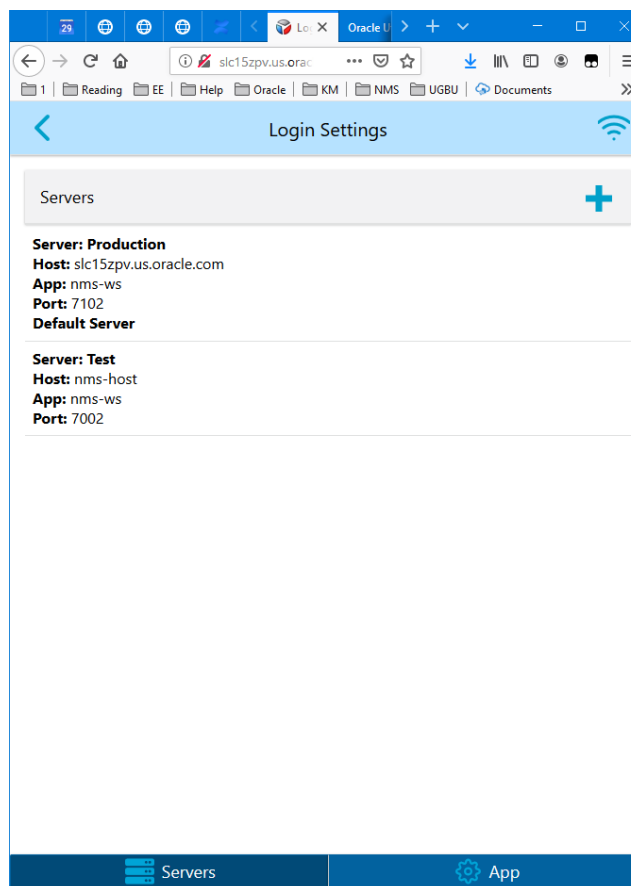 29
Lo
Oracle U
slc15zpv.us.orac
1 Reading EE Help Oracle KM NMS UGBU Documents
Login Settings
Servers
Server: Production
Host: slc15zpv.us.oracle.com
App: nms-ws
Port: 7102
Default Server
Server: Test
Host: nms-host
App: nms-ws
Port: 7002
Servers
App